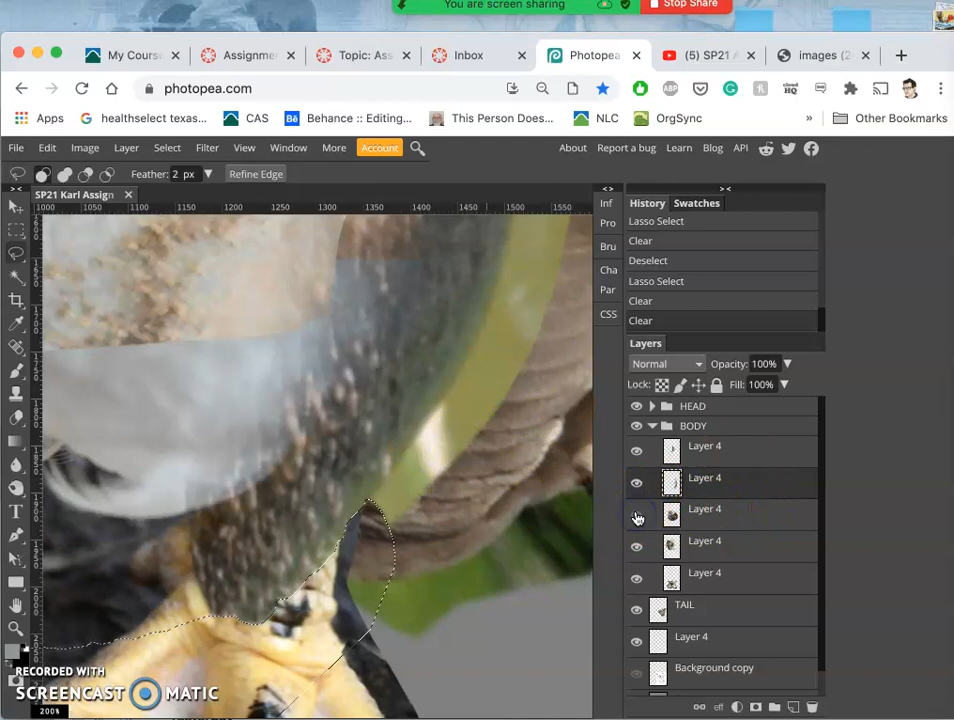 You are screen sharing
Stop Share
My Course
Assignme
Topic: Ass
Inbox
Photopea
(5) SP21 A
images (2
photopea.com
ABP
HQ
Apps
healthselect texas...
CAS
Behance :: Editing...
This Person Does...
NLC
OrgSync
»
Other Bookmarks
File Edit Image Layer Select Filter View Window More Account
About Report a bug Learn Blog API
Feather: 2 px
Refine Edge
SP21 Karl Assign
1000 1050 1100 1150 1200 1250 1300 1350 1400 1450 1500 1550
Inf
Pro
Bru
Cha
Par
CSS
History Swatches
Lasso Select
Clear
Deselect
Lasso Select
Clear
Clear
Layers
Normal Opacity: 100%
Lock: Fill: 100%
HEAD
BODY
Layer 4
Layer 4
Layer 4
Layer 4
Layer 4
TAIL
Layer 4
Background copy
eff
RECORDED WITH
SCREENCAST MATIC
200%